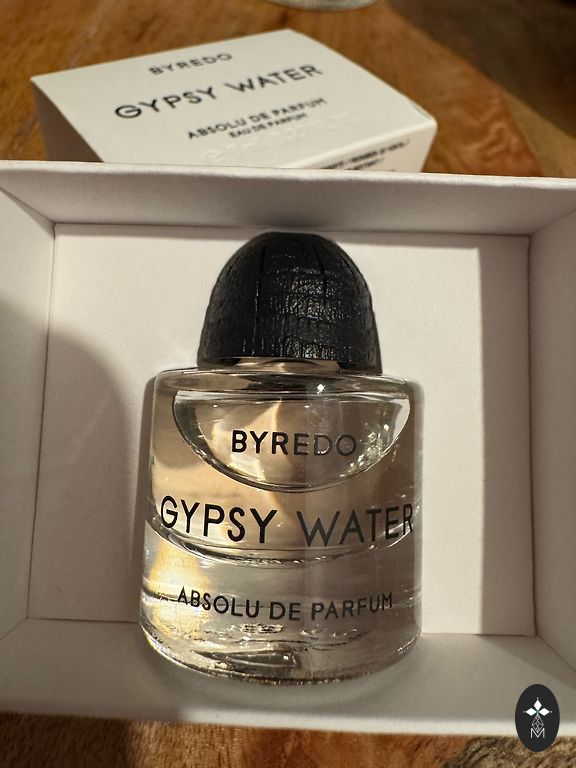 BYREDO
GYPSY WATER
ABSOLU DE PARFUM
EAU DE PARFUM
BYREDO
GYPSY WATER
ABSOLU DE PARFUM
M